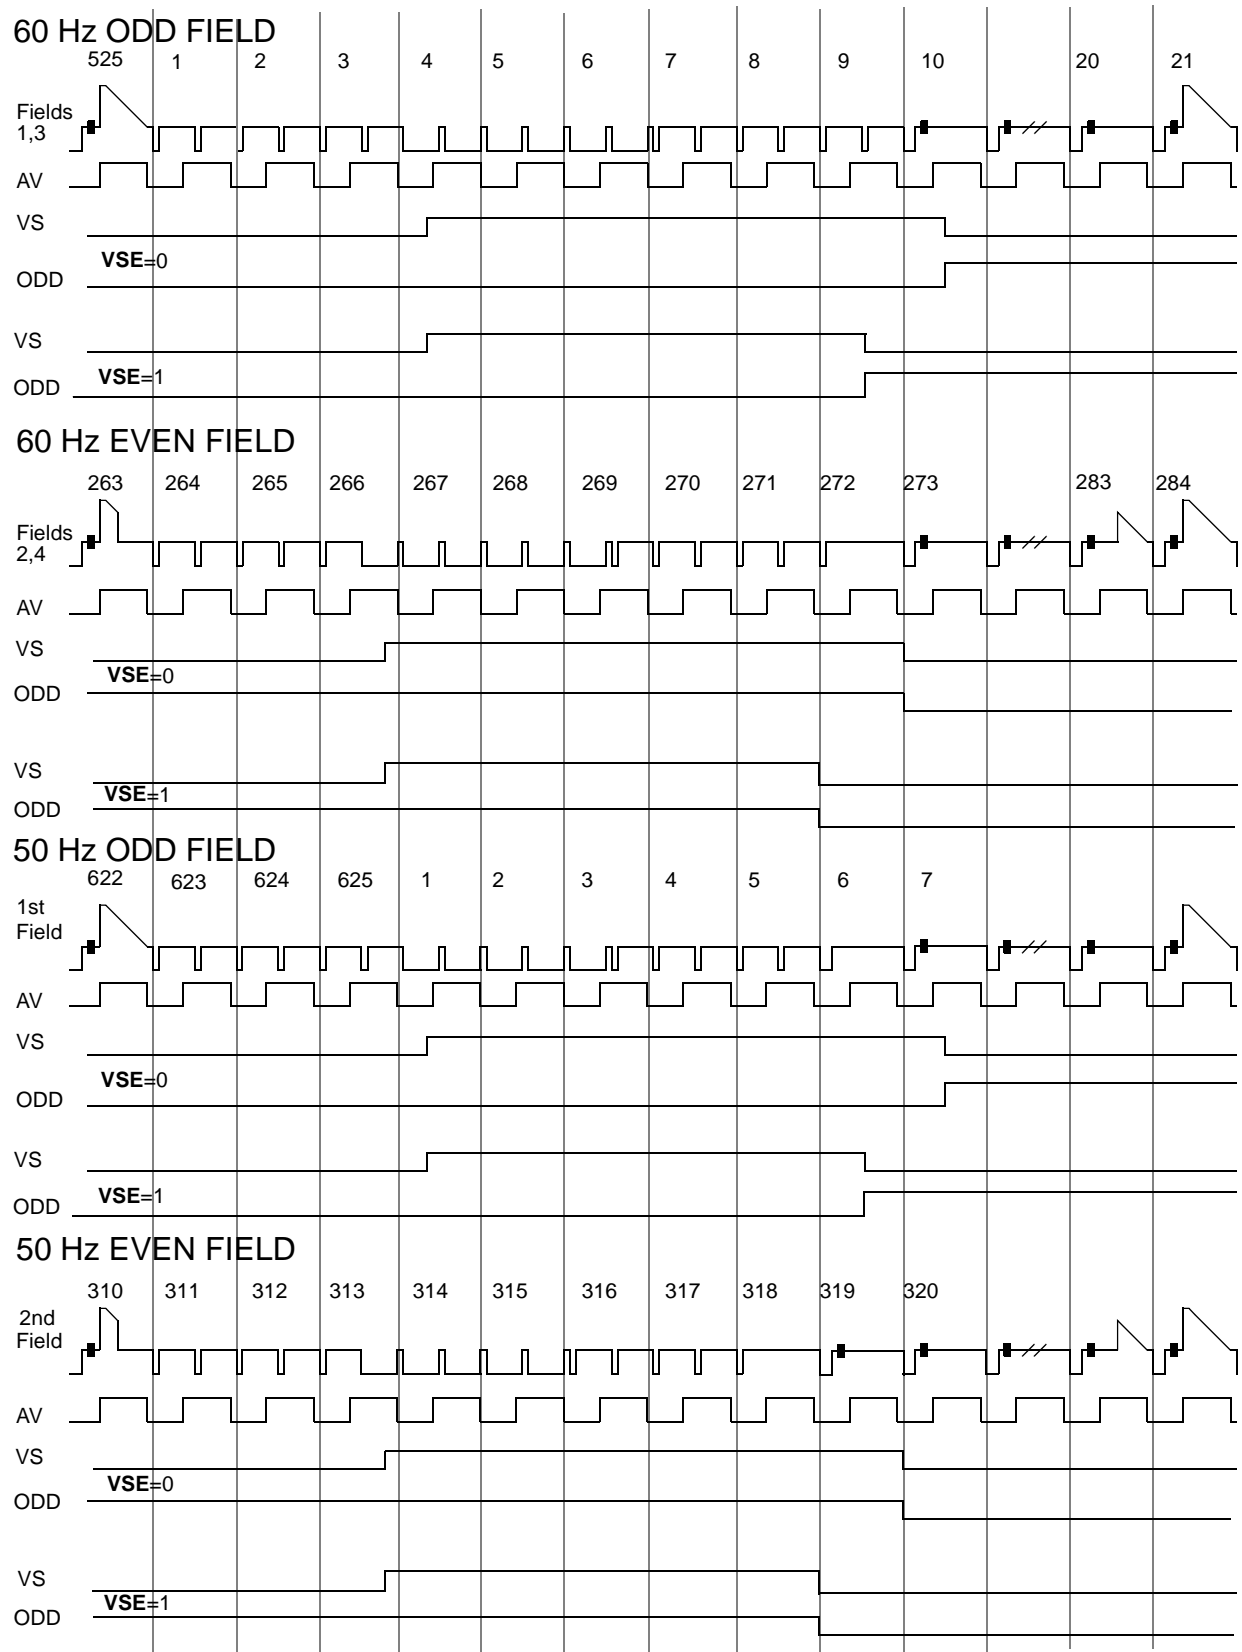 60 Hz ODD FIELD
525 1 2 3 4 5 6 7 8 9 10 20 21
Fields
1,3
AV
VS
VSE=0
ODD
VS
VSE=1
ODD
60 Hz EVEN FIELD
263 264 265 266 267 268 269 270 271 272 273 283 284
Fields
2,4
AV
VS
VSE=0
ODD
VS
VSE=1
ODD
50 Hz ODD FIELD
622 623 624 625 1 2 3 4 5 6 7
1st
Field
AV
VS
VSE=0
ODD
VS
VSE=1
ODD
50 Hz EVEN FIELD
310 311 312 313 314 315 316 317 318 319 320
2nd
Field
AV
VS
VSE=0
ODD
VS
VSE=1
ODD